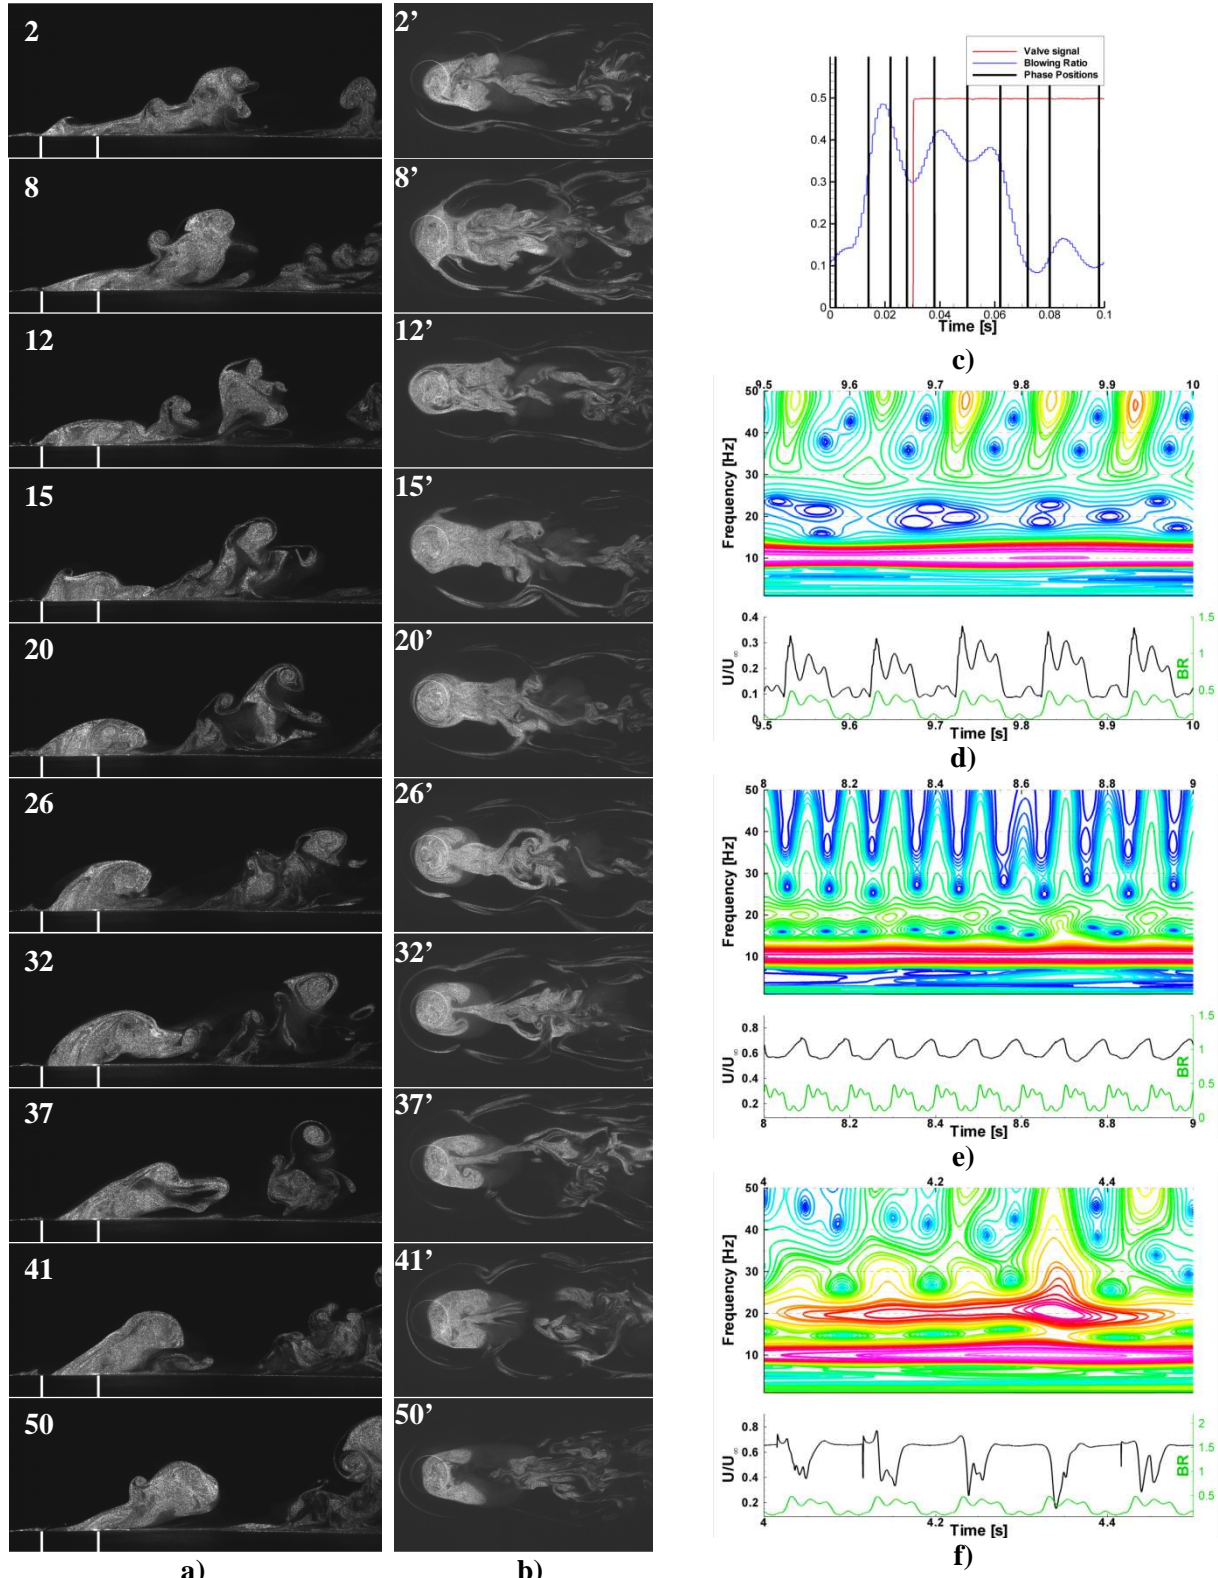 2
2’
8
8’
12
12’
15
15’
20
20’
26
26’
32
32’
37
37’
41
41’
50
50’
a)
b)
Valve signal
Blowing Ratio
Phase Positions
0.5
0.4
0.3
0.2
0.1
0
0 0.02 0.04 0.06 0.08 0.1
Time [s]
c)
9.5 9.6 9.7 9.8 9.9 10
50
40
30
20
10
Frequency [Hz]
0.4
0.3
0.2
0.1
0
U/U∞
1.5
1
0.5
0
BR
9.5 9.6 9.7 9.8 9.9 10
Time [s]
d)
8 8.2 8.4 8.6 8.8 9
50
40
30
20
10
Frequency [Hz]
0.8
0.6
0.4
0.2
U/U∞
1.5
1
0.5
0
BR
8 8.2 8.4 8.6 8.8 9
Time [s]
e)
4 4.2 4.4
50
40
30
20
10
Frequency [Hz]
0.8
0.6
0.4
0.2
U/U∞
2
1.5
1
0.5
BR
4 4.2 4.4
Time [s]
f)